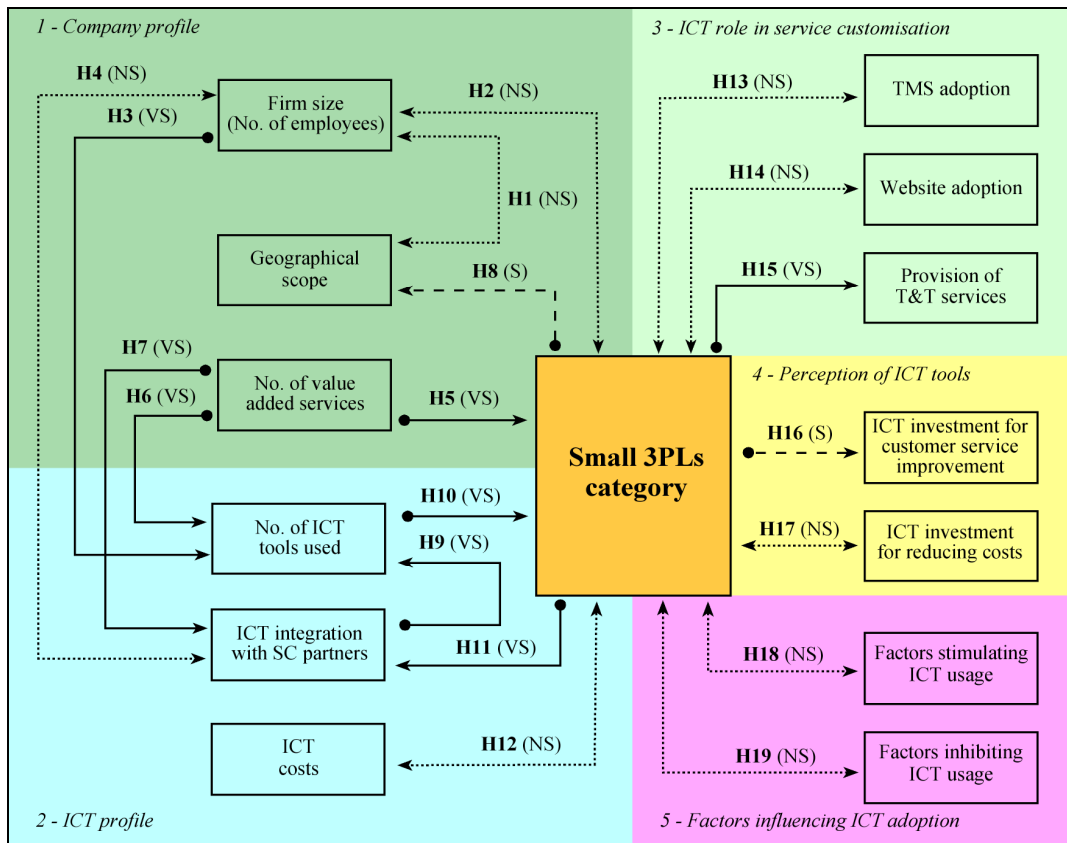 1 - Company profile
H4 (NS)
H3 (VS)
Firm size
(No. of employees)
H2 (NS)
H1 (NS)
Geographical
scope
H8 (S)
H7 (VS)
H6 (VS)
No. of value
added services
H5 (VS)
Small 3PLs
category
No. of ICT
tools used
H10 (VS)
H9 (VS)
ICT integration
with SC partners
H11 (VS)
ICT
costs
H12 (NS)
2 - ICT profile
3 - ICT role in service customisation
H13 (NS)
TMS adoption
H14 (NS)
Website adoption
H15 (VS)
Provision of
T&T services
4 - Perception of ICT tools
H16 (S)
ICT investment for
customer service
improvement
H17 (NS)
ICT investment
for reducing costs
H18 (NS)
Factors stimulating
ICT usage
H19 (NS)
Factors inhibiting
ICT usage
5 - Factors influencing ICT adoption